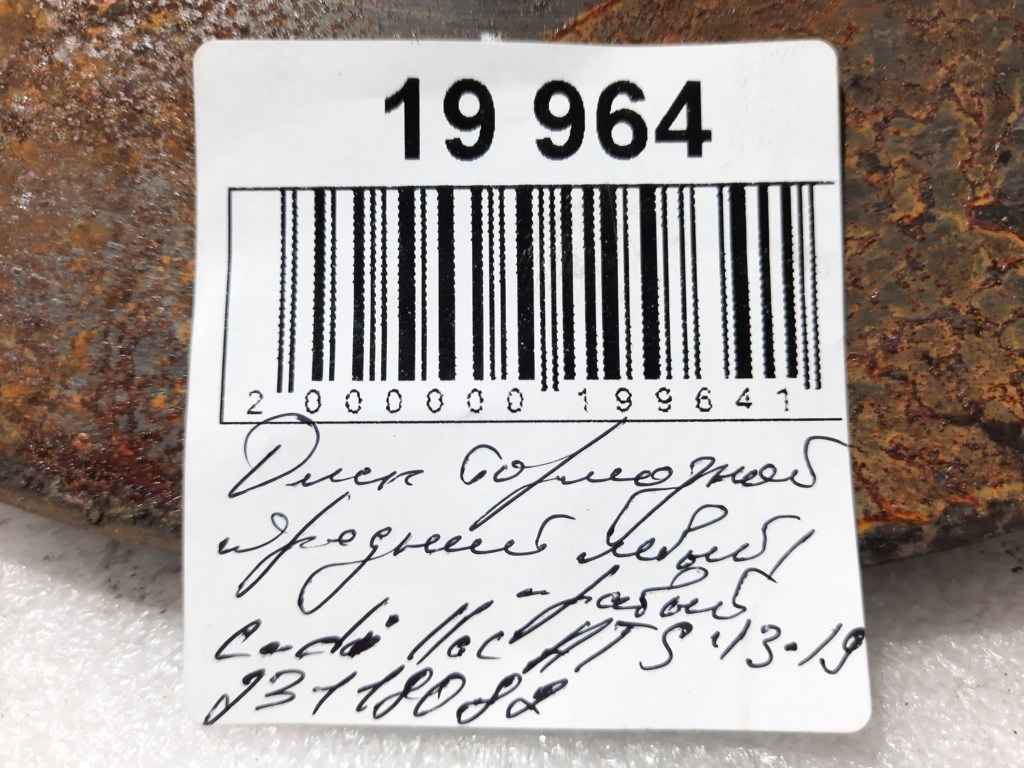 19 964
2 000000 199641
Диск тормозной
передний левый/
правый
Cadillac ATS '13-19
23118082